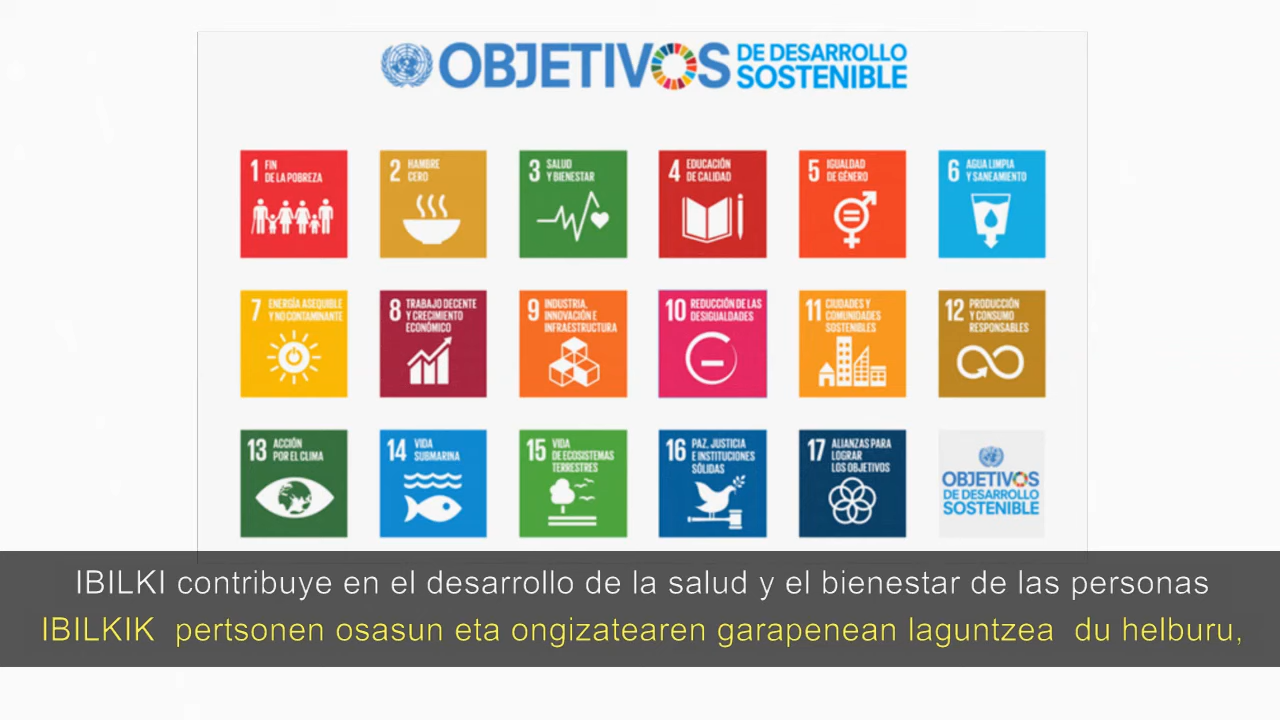 OBJETIVOS
DE DESARROLLO
SOSTENIBLE
1 FIN
DE LA POBREZA
2 HAMBRE
CERO
3 SALUD
Y BIENESTAR
4 EDUCACIÓN
DE CALIDAD
5 IGUALDAD
DE GÉNERO
6 AGUA LIMPIA
Y SANEAMIENTO
7 ENERGÍA ASEQUIBLE
Y NO CONTAMINANTE
8 TRABAJO DECENTE
Y CRECIMIENTO
ECONÓMICO
9 INDUSTRIA,
INNOVACIÓN E
INFRAESTRUCTURA
10 REDUCCIÓN DE LAS
DESIGUALDADES
11 CIUDADES Y
COMUNIDADES
SOSTENIBLES
12 PRODUCCIÓN
Y CONSUMO
RESPONSABLES
13 ACCIÓN
POR EL CLIMA
14 VIDA
SUBMARINA
15 VIDA
DE ECOSISTEMAS
TERRESTRES
16 PAZ, JUSTICIA
E INSTITUCIONES
SÓLIDAS
17 ALIANZAS PARA
LOGRAR
LOS OBJETIVOS
OBJETIVOS
DE DESARROLLO
SOSTENIBLE
IBILKI contribuye en el desarrollo de la salud y el bienestar de las personas
IBILKIK pertsonen osasun eta ongizatearen garapenean laguntzea du helburu,